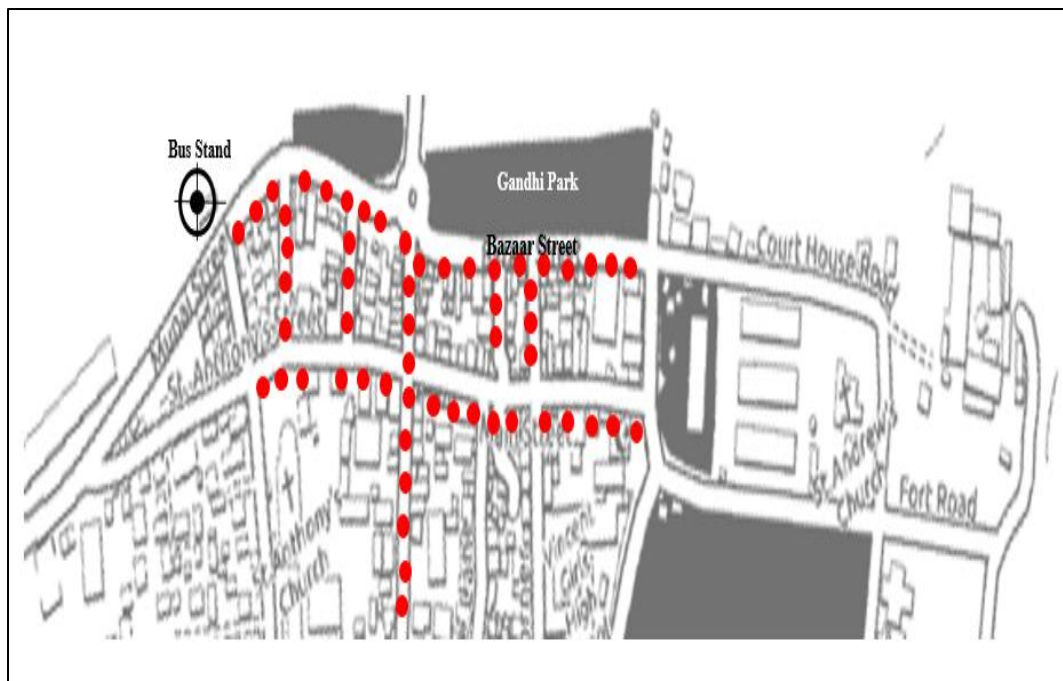 Bus Stand
Gandhi Park
Bazaar Street
Court House Road
Munai Street
St. Anthony's Street
Main Street
St. Andrew's
Church
Fort Road
St. Anthony's
Church
Vincent
Girls'
High